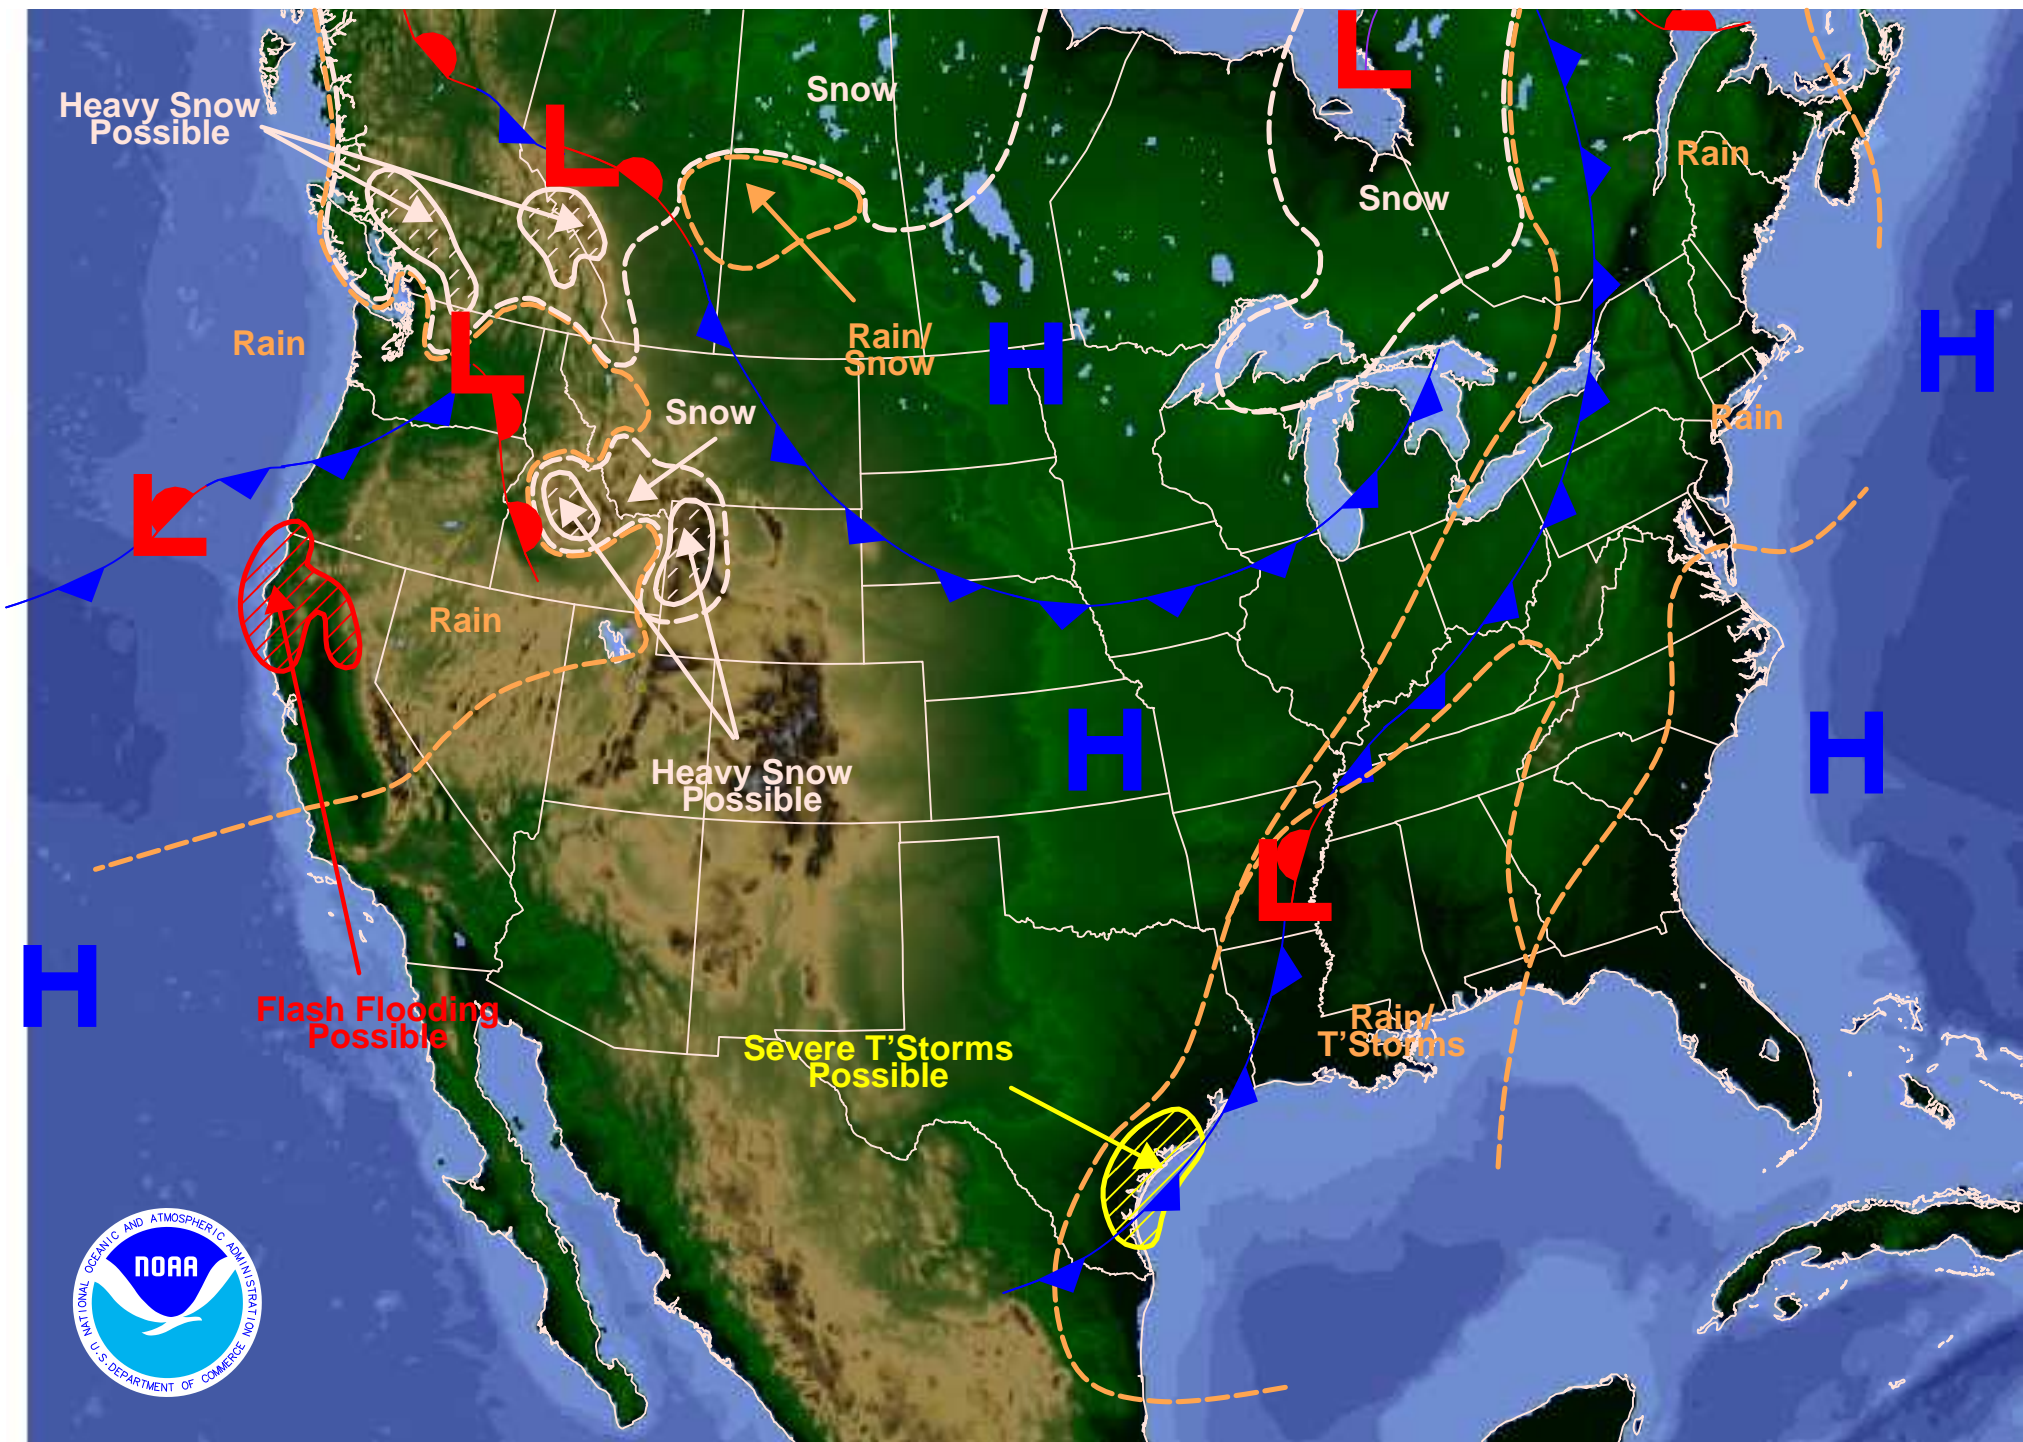 L
Snow
Heavy Snow
Possible
L
Rain
Snow
L
Rain
Rain/
Snow
H
H
Snow
Rain
L
Rain
H
H
Heavy Snow
Possible
L
H
Flash Flooding
Possible
Rain/
T'Storms
Severe T'Storms
Possible
NATIONAL OCEANIC AND ATMOSPHERIC ADMINISTRATION
NOAA
U.S. DEPARTMENT OF COMMERCE